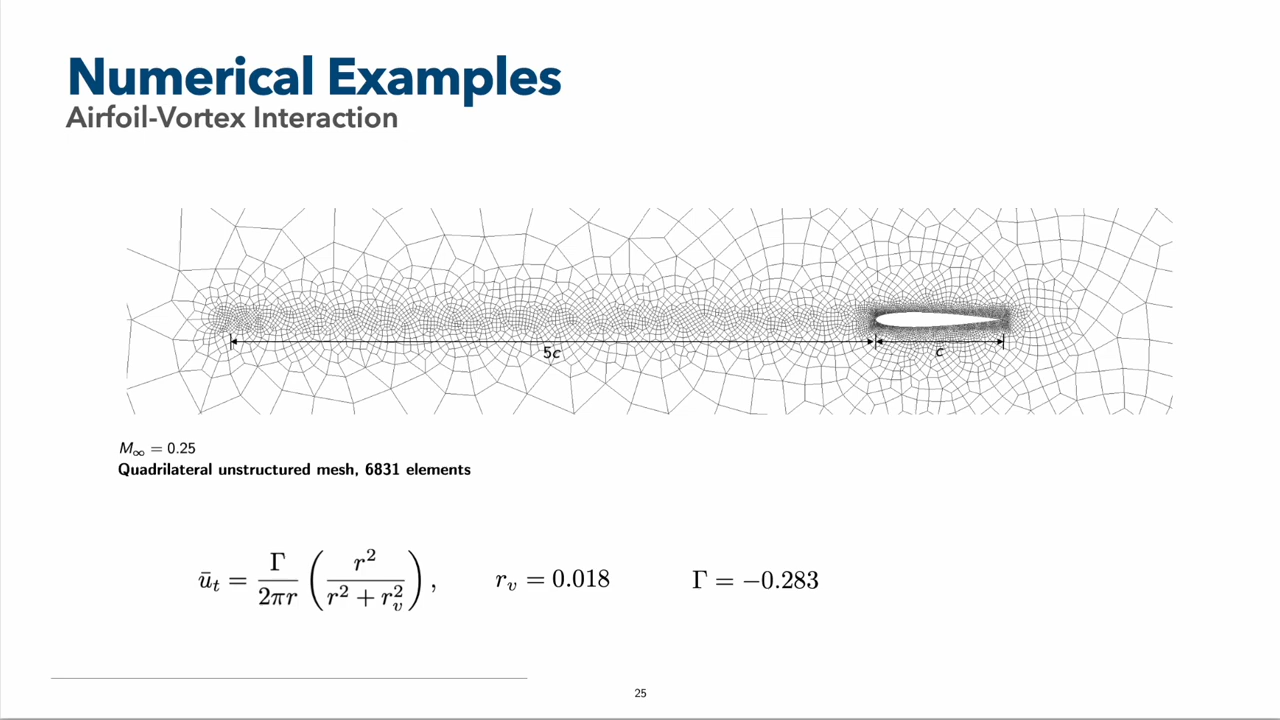 Numerical Examples
Airfoil-Vortex Interaction
5c
c
M∞ = 0.25
Quadrilateral unstructured mesh, 6831 elements
ū_t = Γ/(2πr) (r²/(r² + r_v²)), r_v = 0.018 Γ = −0.283
25